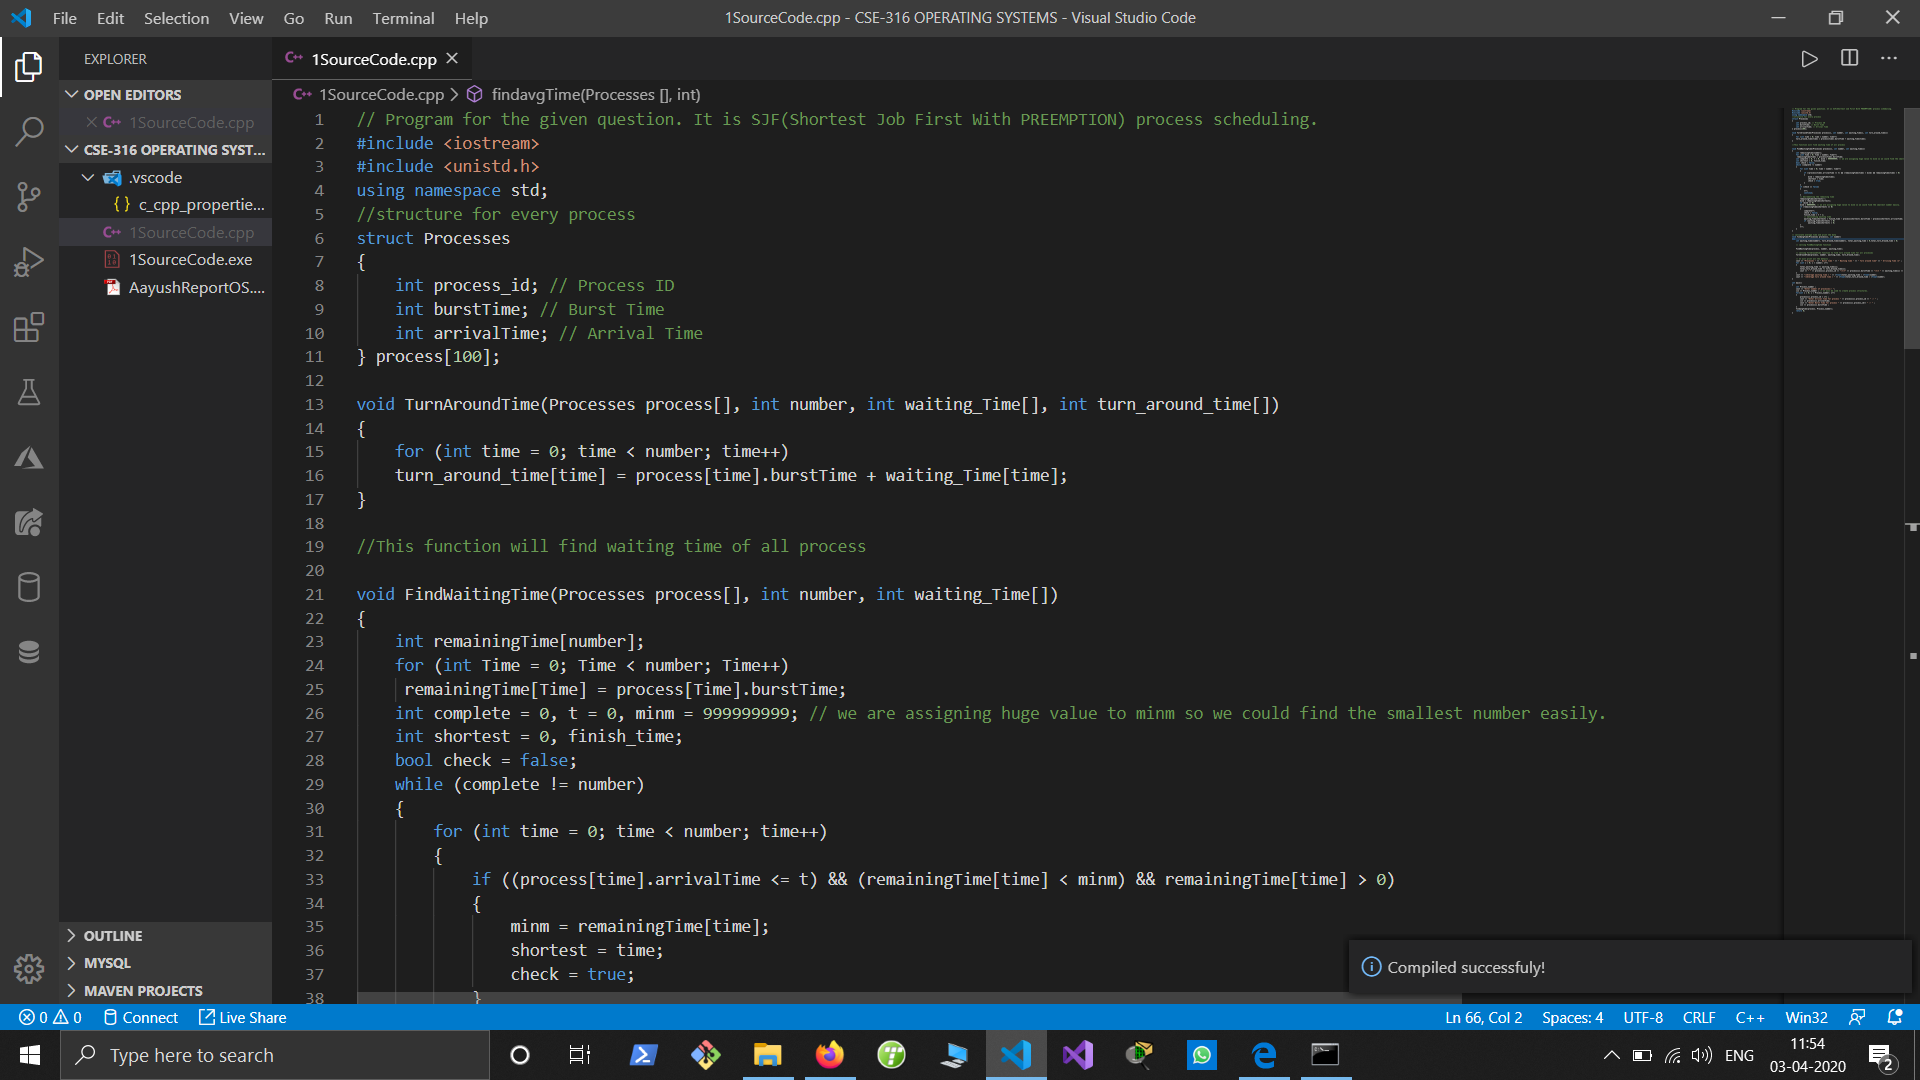 File Edit Selection View Go Run Terminal Help
1SourceCode.cpp - CSE-316 OPERATING SYSTEMS - Visual Studio Code
EXPLORER
OPEN EDITORS
1SourceCode.cpp
CSE-316 OPERATING SYST...
.vscode
{} c_cpp_propertie...
1SourceCode.cpp
1SourceCode.exe
AayushReportOS....
OUTLINE
MYSQL
MAVEN PROJECTS
1SourceCode.cpp
1SourceCode.cpp > findavgTime(Processes [], int)
1 // Program for the given question. It is SJF(Shortest Job First With PREEMPTION) process scheduling.
2 #include <iostream>
3 #include <unistd.h>
4 using namespace std;
5 //structure for every process
6 struct Processes
7 {
8 int process_id; // Process ID
9 int burstTime; // Burst Time
10 int arrivalTime; // Arrival Time
11 } process[100];
12
13 void TurnAroundTime(Processes process[], int number, int waiting_Time[], int turn_around_time[])
14 {
15 for (int time = 0; time < number; time++)
16 turn_around_time[time] = process[time].burstTime + waiting_Time[time];
17 }
18
19 //This function will find waiting time of all process
20
21 void FindWaitingTime(Processes process[], int number, int waiting_Time[])
22 {
23 int remainingTime[number];
24 for (int Time = 0; Time < number; Time++)
25 remainingTime[Time] = process[Time].burstTime;
26 int complete = 0, t = 0, minm = 999999999; // we are assigning huge value to minm so we could find the smallest number easily.
27 int shortest = 0, finish_time;
28 bool check = false;
29 while (complete != number)
30 {
31 for (int time = 0; time < number; time++)
32 {
33 if ((process[time].arrivalTime <= t) && (remainingTime[time] < minm) && remainingTime[time] > 0)
34 {
35 minm = remainingTime[time];
36 shortest = time;
37 check = true;
38 }
Compiled successfuly!
0 0 Connect Live Share
Ln 66, Col 2 Spaces: 4 UTF-8 CRLF C++ Win32
Type here to search
ENG
11:54
03-04-2020
2